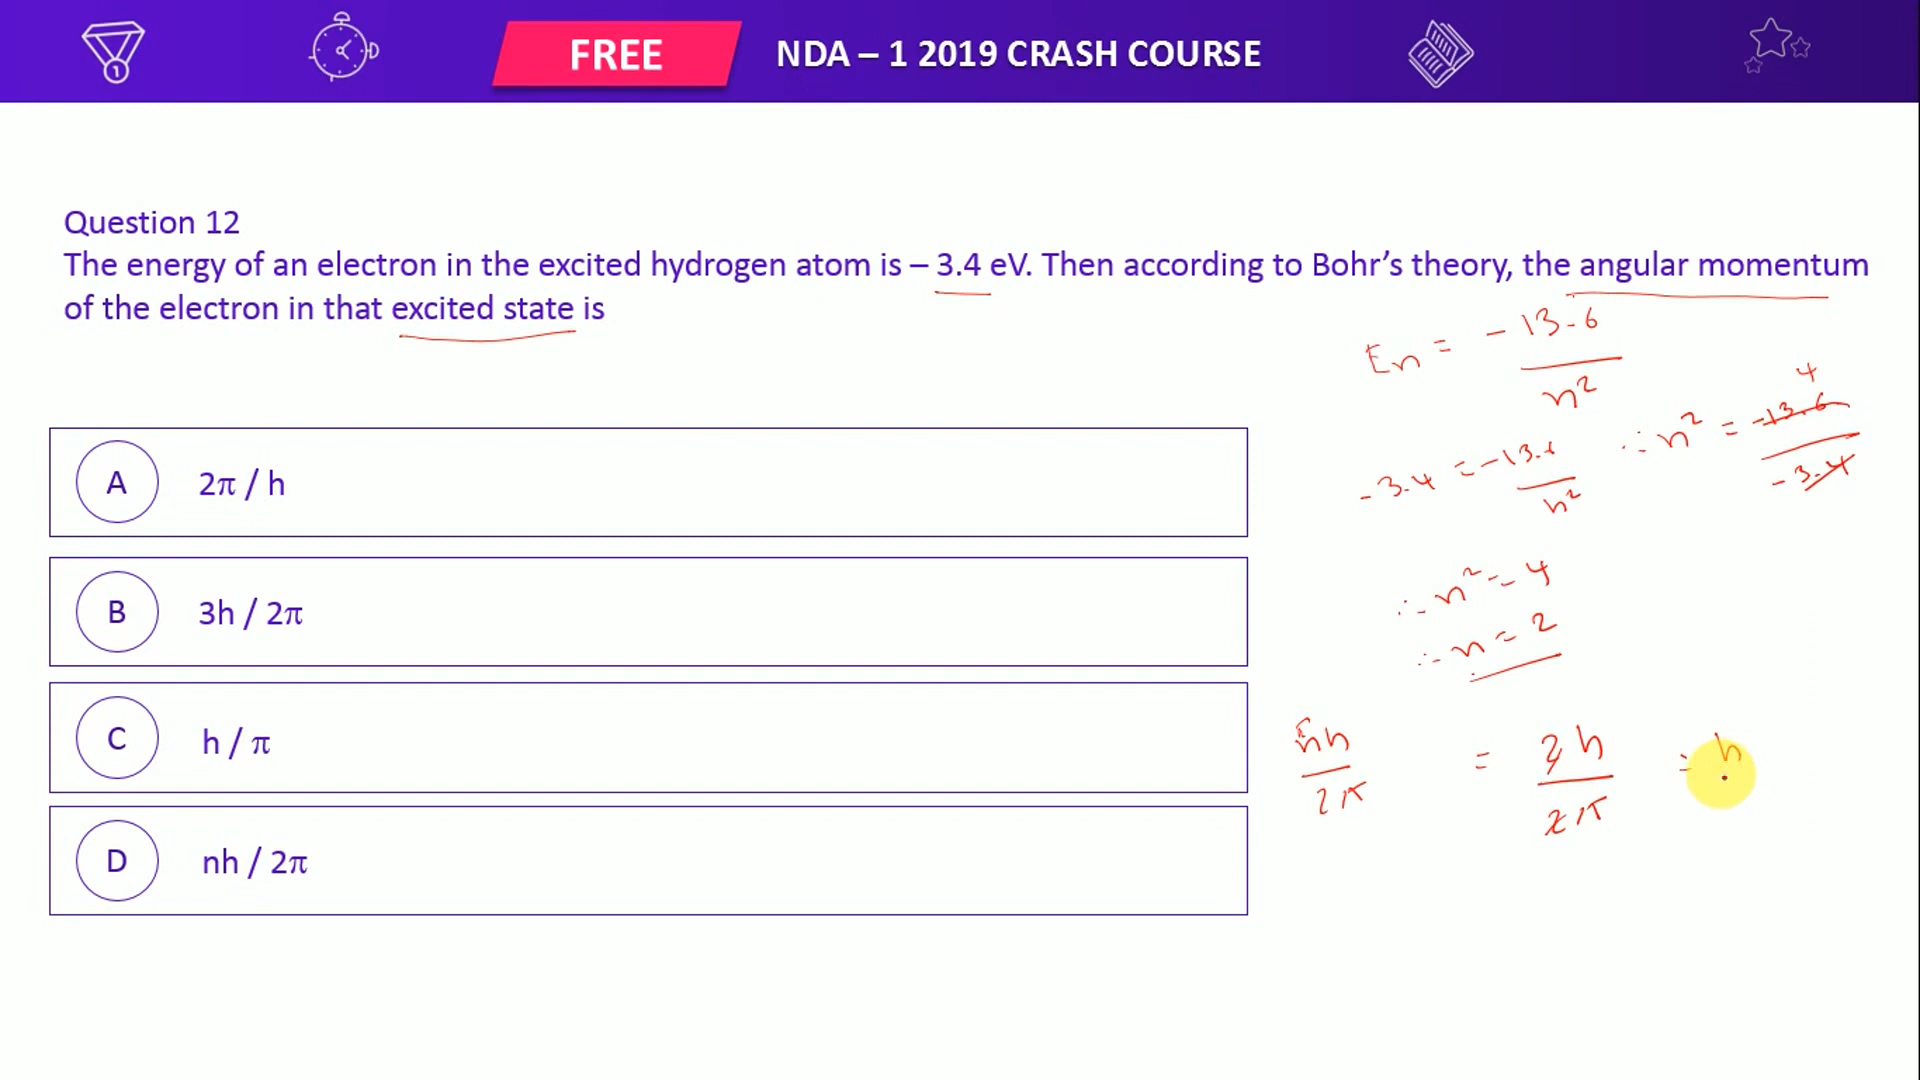 FREE
NDA – 1 2019 CRASH COURSE
1
Question 12
The energy of an electron in the excited hydrogen atom is – 3.4 eV. Then according to Bohr’s theory, the angular momentum
of the electron in that excited state is
A 2π / h
B 3h / 2π
C h / π
D nh / 2π
En = -13.6 / n²
-3.4 = -13.6 / n² ∴ n² = -13.6 / -3.4 4
∴ n² = 4
∴ n = 2
nh / 2π = 2h / 2π = h